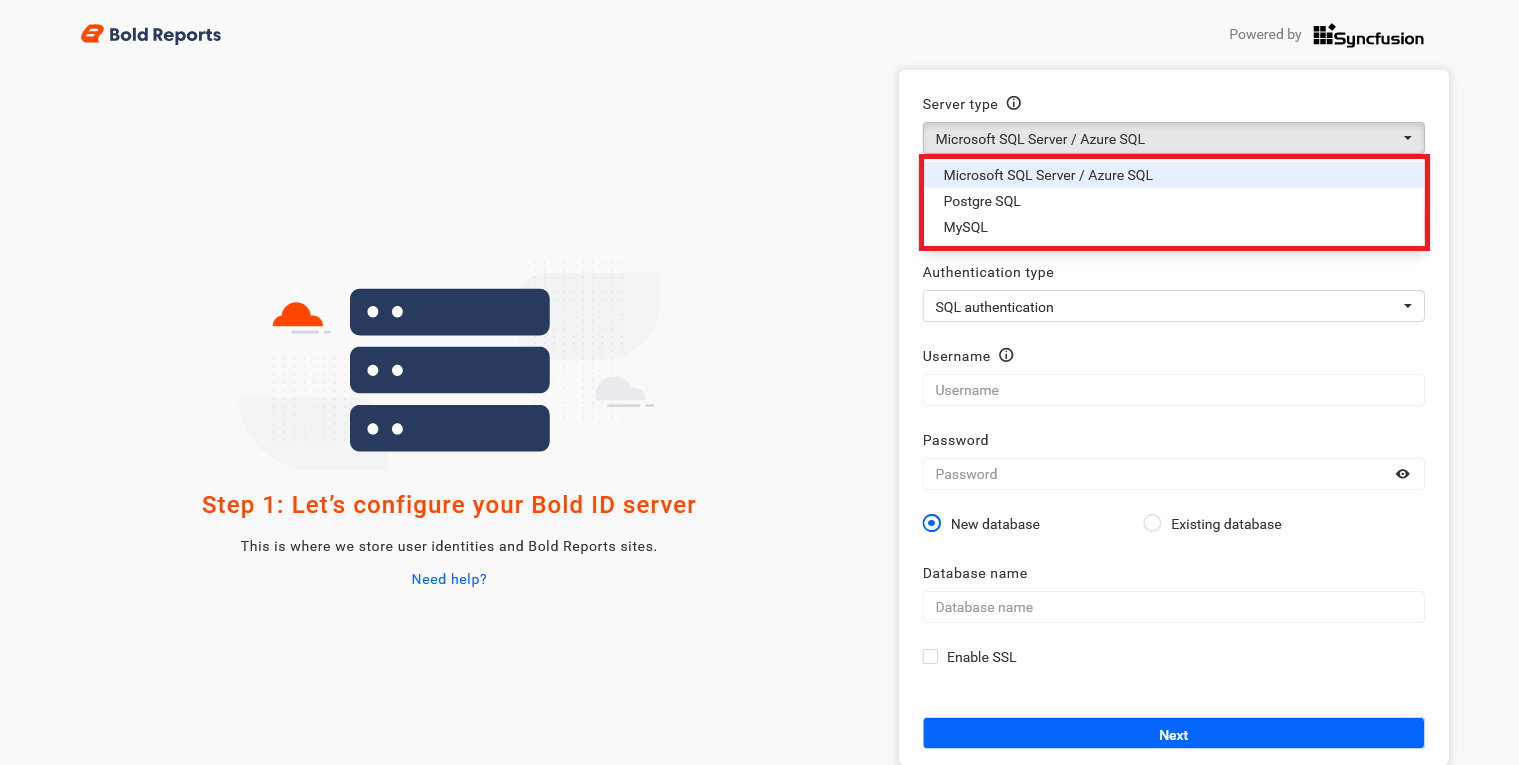 Bold Reports
Powered by Syncfusion
Server type
Microsoft SQL Server / Azure SQL
Microsoft SQL Server / Azure SQL
Postgre SQL
MySQL
Authentication type
SQL authentication
Username
Username
Password
Password
New database Existing database
Database name
Database name
Enable SSL
Next
Step 1: Let’s configure your Bold ID server
This is where we store user identities and Bold Reports sites.
Need help?